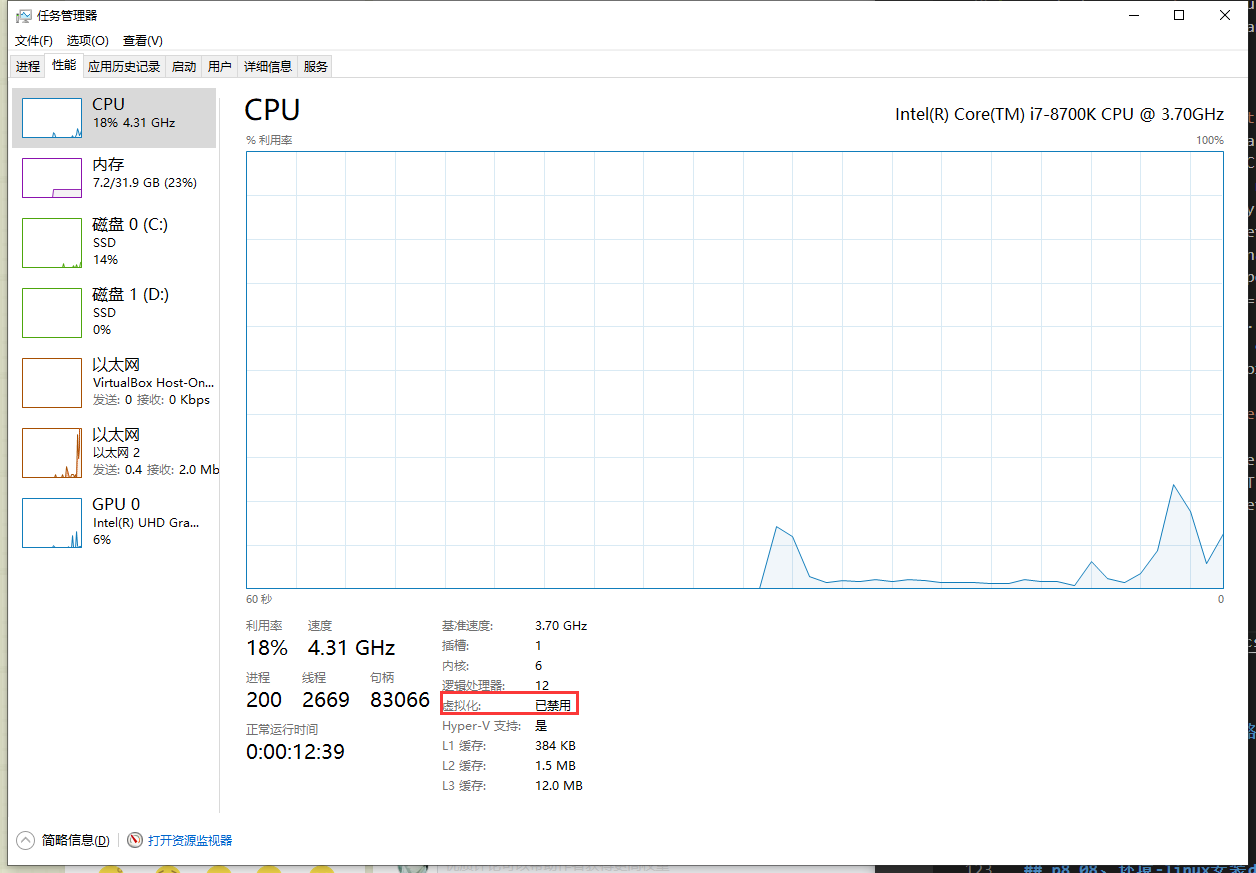 任务管理器
文件(F) 选项(O) 查看(V)
进程 性能 应用历史记录 启动 用户 详细信息 服务
CPU
18% 4.31 GHz
内存
7.2/31.9 GB (23%)
磁盘 0 (C:)
SSD
14%
磁盘 1 (D:)
SSD
0%
以太网
VirtualBox Host-On...
发送: 0 接收: 0 Kbps
以太网
以太网 2
发送: 0.4 接收: 2.0 Mb
GPU 0
Intel(R) UHD Gra...
6%
CPU
Intel(R) Core(TM) i7-8700K CPU @ 3.70GHz
% 利用率
100%
60 秒
0
利用率 速度
18% 4.31 GHz
进程 线程 句柄
200 2669 83066
正常运行时间
0:00:12:39
基准速度: 3.70 GHz
插槽: 1
内核: 6
逻辑处理器: 12
虚拟化: 已禁用
Hyper-V 支持: 是
L1 缓存: 384 KB
L2 缓存: 1.5 MB
L3 缓存: 12.0 MB
简略信息(D)
打开资源监视器